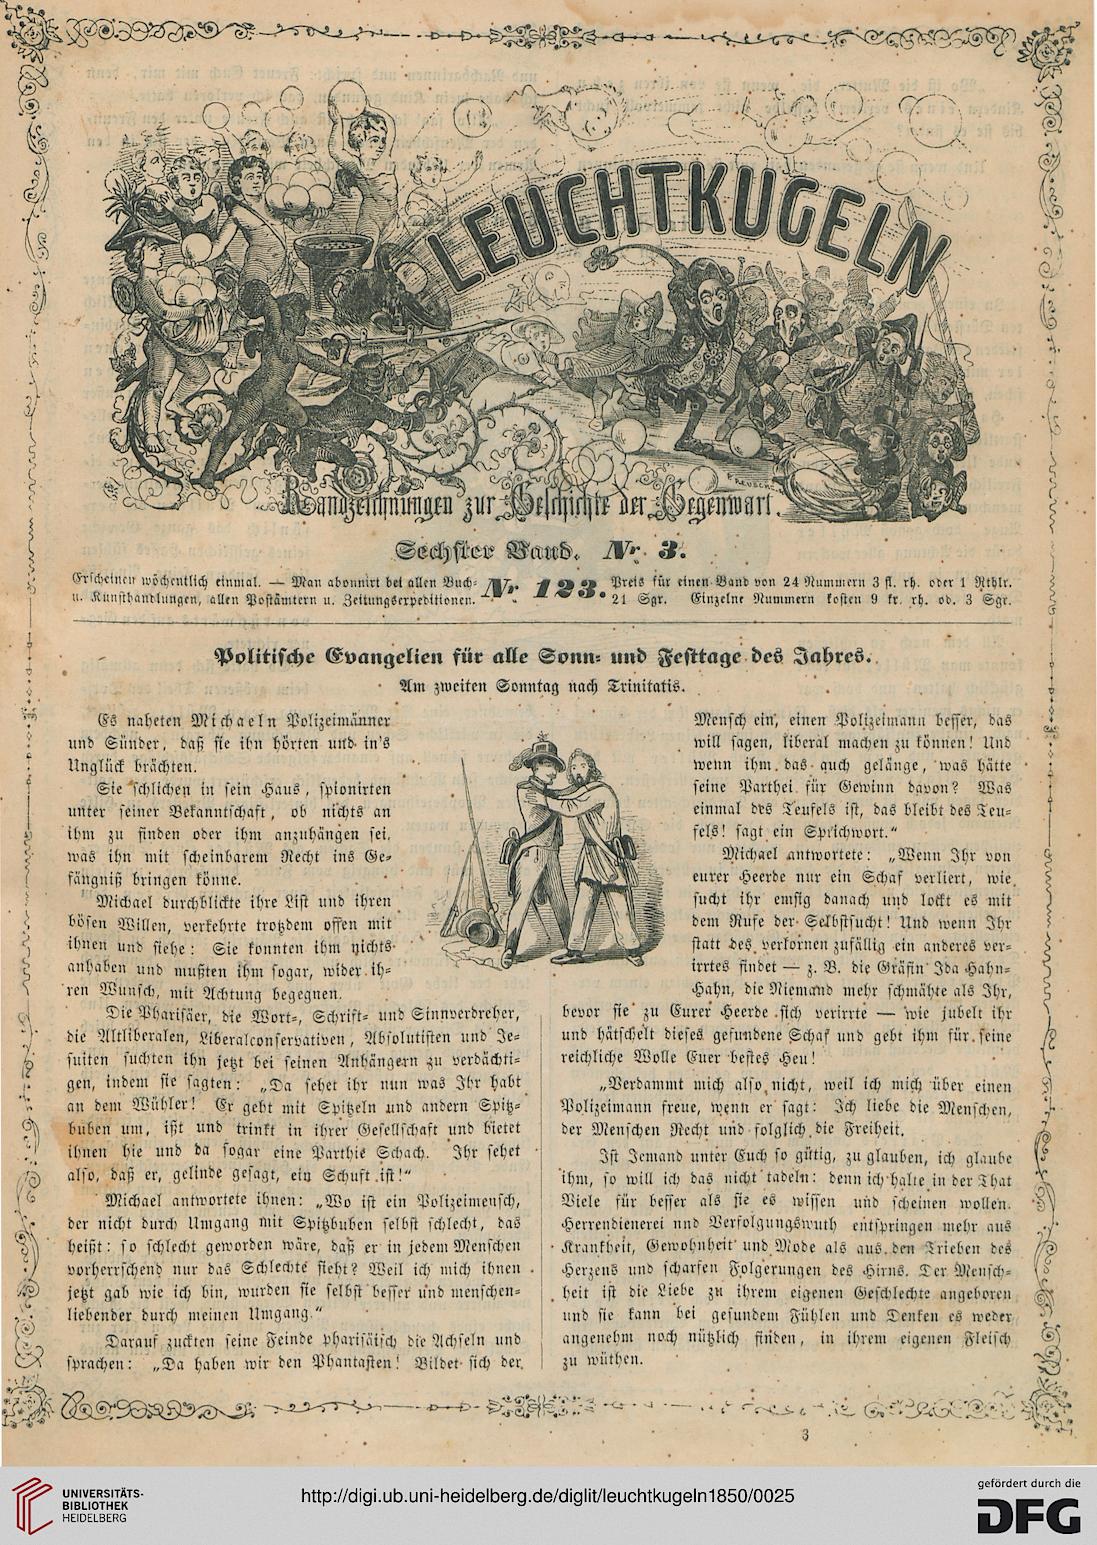 LEUCHTKUGELN
Randzeichnungen zur Geschichte der Gegenwart.
Sechster Band. Nr. 3.
Erscheinen wöchentlich einmal. — Man abonnirt bei allen Buch-
u. Kunsthandlungen, allen Postämtern u. Zeitungsexpeditionen.
Nr. 123.
Preis für einen Band von 24 Nummern 3 fl. rh. oder 1 Rthlr.
21 Sgr. Einzelne Nummern kosten 9 kr. rh. od. 3 Sgr.
Politische Evangelien für alle Sonn- und Festtage des Jahres.
Am zweiten Sonntag nach Trinitatis.
Es naheten Michaeln Polizeimänner
und Sünder, daß sie ihn hörten und in's
Unglück brächten.
Sie schlichen in sein Haus, spionirten
unter seiner Bekanntschaft, ob nichts an
ihm zu finden oder ihm anzuhängen sei,
was ihn mit scheinbarem Recht ins Ge-
fängniß bringen könne.
Michael durchblickte ihre List und ihren
bösen Willen, verkehrte trotzdem offen mit
ihnen und siehe: Sie konnten ihm nichts
anhaben und mußten ihm sogar, wider ih-
ren Wunsch, mit Achtung begegnen.
Die Pharisäer, die Wort-, Schrift- und Sinnverdreher,
die Altliberalen, Liberalconservativen, Absolutisten und Je-
suiten suchten ihn jetzt bei seinen Anhängern zu verdächti-
gen, indem sie sagten: „Da sehet ihr nun was Ihr habt
an dem Wühler! Er geht mit Spitzeln und andern Spitz-
buben um, ißt und trinkt in ihrer Gesellschaft und bietet
ihnen hie und da sogar eine Parthie Schach. Ihr sehet
also, daß er, gelinde gesagt, ein Schuft ist!“
Michael antwortete ihnen: „Wo ist ein Polizeimensch,
der nicht durch Umgang mit Spitzbuben selbst schlecht, das
heißt: so schlecht geworden wäre, daß er in jedem Menschen
vorherrschend nur das Schlechte sieht? Weil ich mich ihnen
jetzt gab wie ich bin, wurden sie selbst besser und menschen-
liebender durch meinen Umgang.“
Darauf zuckten seine Feinde pharisäisch die Achseln und
sprachen: „Da haben wir den Phantasten! Bildet sich der
Mensch ein, einen Polizeimann besser, das
will sagen, liberal machen zu können! Und
wenn ihm das auch gelänge, was hätte
seine Parthei für Gewinn davon? Was
einmal des Teufels ist, das bleibt des Teu-
fels! sagt ein Sprichwort.“
Michael antwortete: „Wenn Ihr von
eurer Heerde nur ein Schaf verliert, wie
sucht ihr emsig danach und lockt es mit
dem Rufe der Selbstsucht! Und wenn Ihr
statt des verlornen zufällig ein anderes ver-
irrtes findet — z. B. die Gräfin Ida Hahn-
Hahn, die Niemand mehr schmähte als Ihr,
bevor sie zu Eurer Heerde sich verirrte — wie jubelt ihr
und hätschelt dieses gefundene Schaf und gebt ihm für seine
reichliche Wolle Euer bestes Heu!
„Verdammt mich also nicht, weil ich mich über einen
Polizeimann freue, wenn er sagt: Ich liebe die Menschen,
der Menschen Recht und folglich die Freiheit.
Ist Jemand unter Euch so gütig, zu glauben, ich glaube
ihm, so will ich das nicht tadeln: denn ich halte in der That
Viele für besser als sie es wissen und scheinen wollen.
Herrendienerei und Verfolgungswuth entspringen mehr aus
Krankheit, Gewohnheit und Mode als aus den Trieben des
Herzens und scharfen Folgerungen des Hirns. Der Mensch-
heit ist die Liebe zu ihrem eigenen Geschlechte angeboren
und sie kann bei gesundem Fühlen und Denken es weder
angenehm noch nützlich finden, in ihrem eigenen Fleisch
zu wüthen.
3
UNIVERSITÄTS-
BIBLIOTHEK
HEIDELBERG
http://digi.ub.uni-heidelberg.de/diglit/leuchtkugeln1850/0025
gefördert durch die
DFG